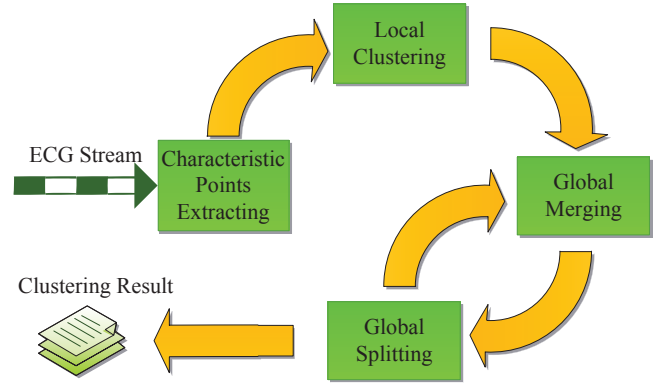 Local
Clustering
ECG Stream
Characteristic
Points
Extracting
Global
Merging
Clustering Result
Global
Splitting